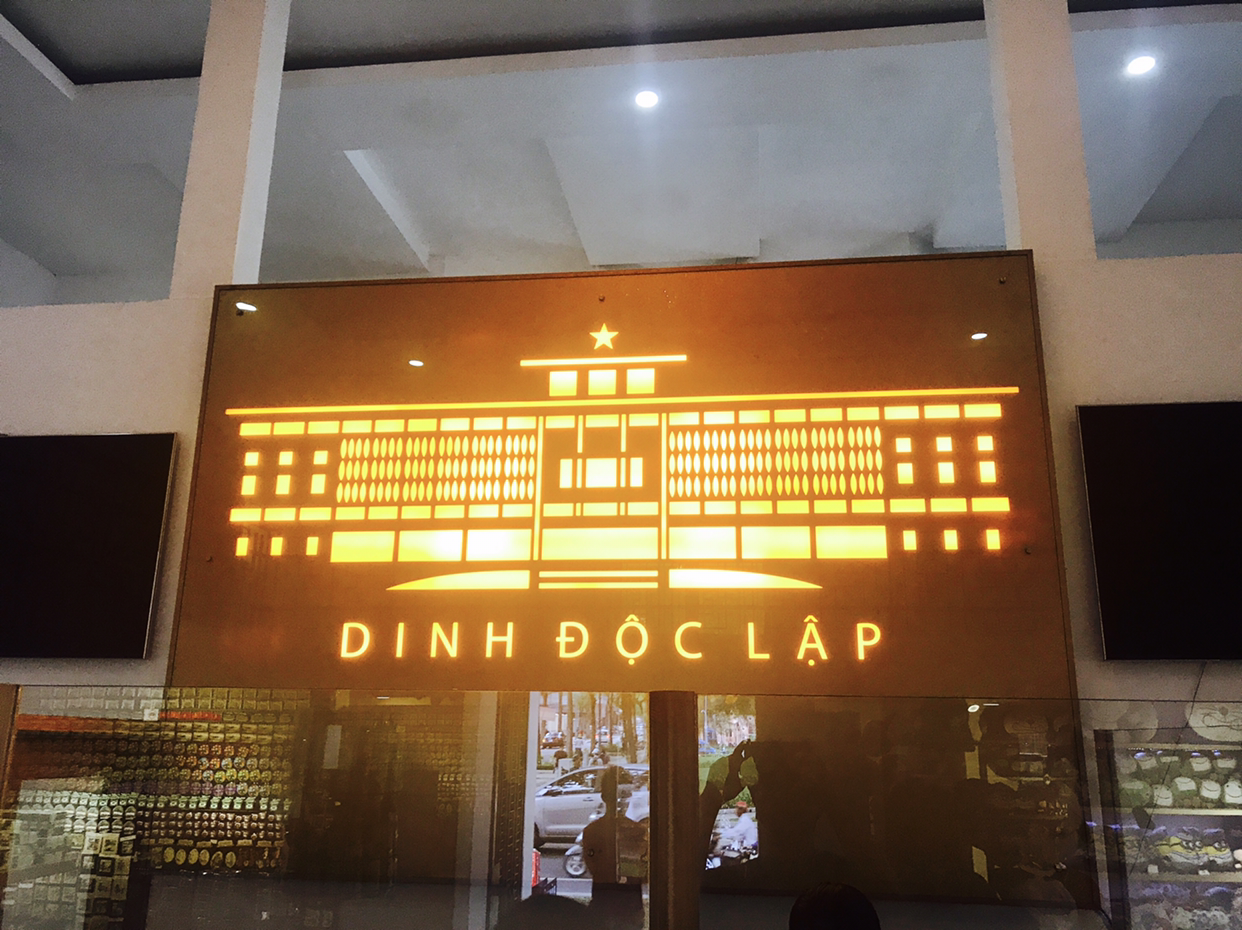 DINH ĐỘC LẬP